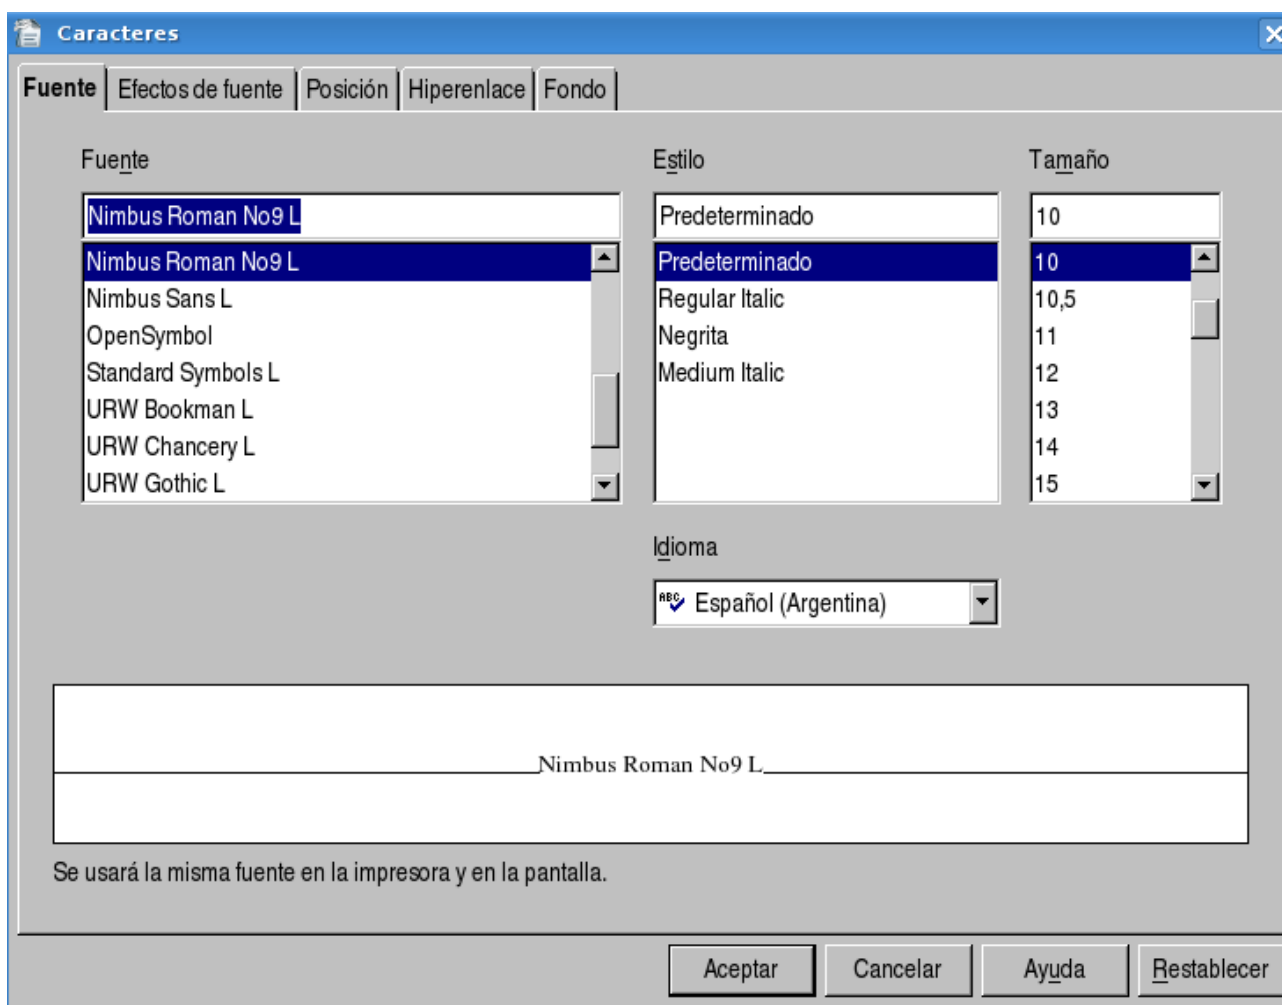 Caracteres
Fuente Efectos de fuente Posición Hiperenlace Fondo
Fuente Estilo Tamaño
Nimbus Roman No9 L Predeterminado 10
Nimbus Roman No9 L Predeterminado 10
Nimbus Sans L Regular Italic 10,5
OpenSymbol Negrita 11
Standard Symbols L Medium Italic 12
URW Bookman L 13
URW Chancery L 14
URW Gothic L 15
Idioma
ABC Español (Argentina)
Nimbus Roman No9 L
Se usará la misma fuente en la impresora y en la pantalla.
Aceptar Cancelar Ayuda Restablecer